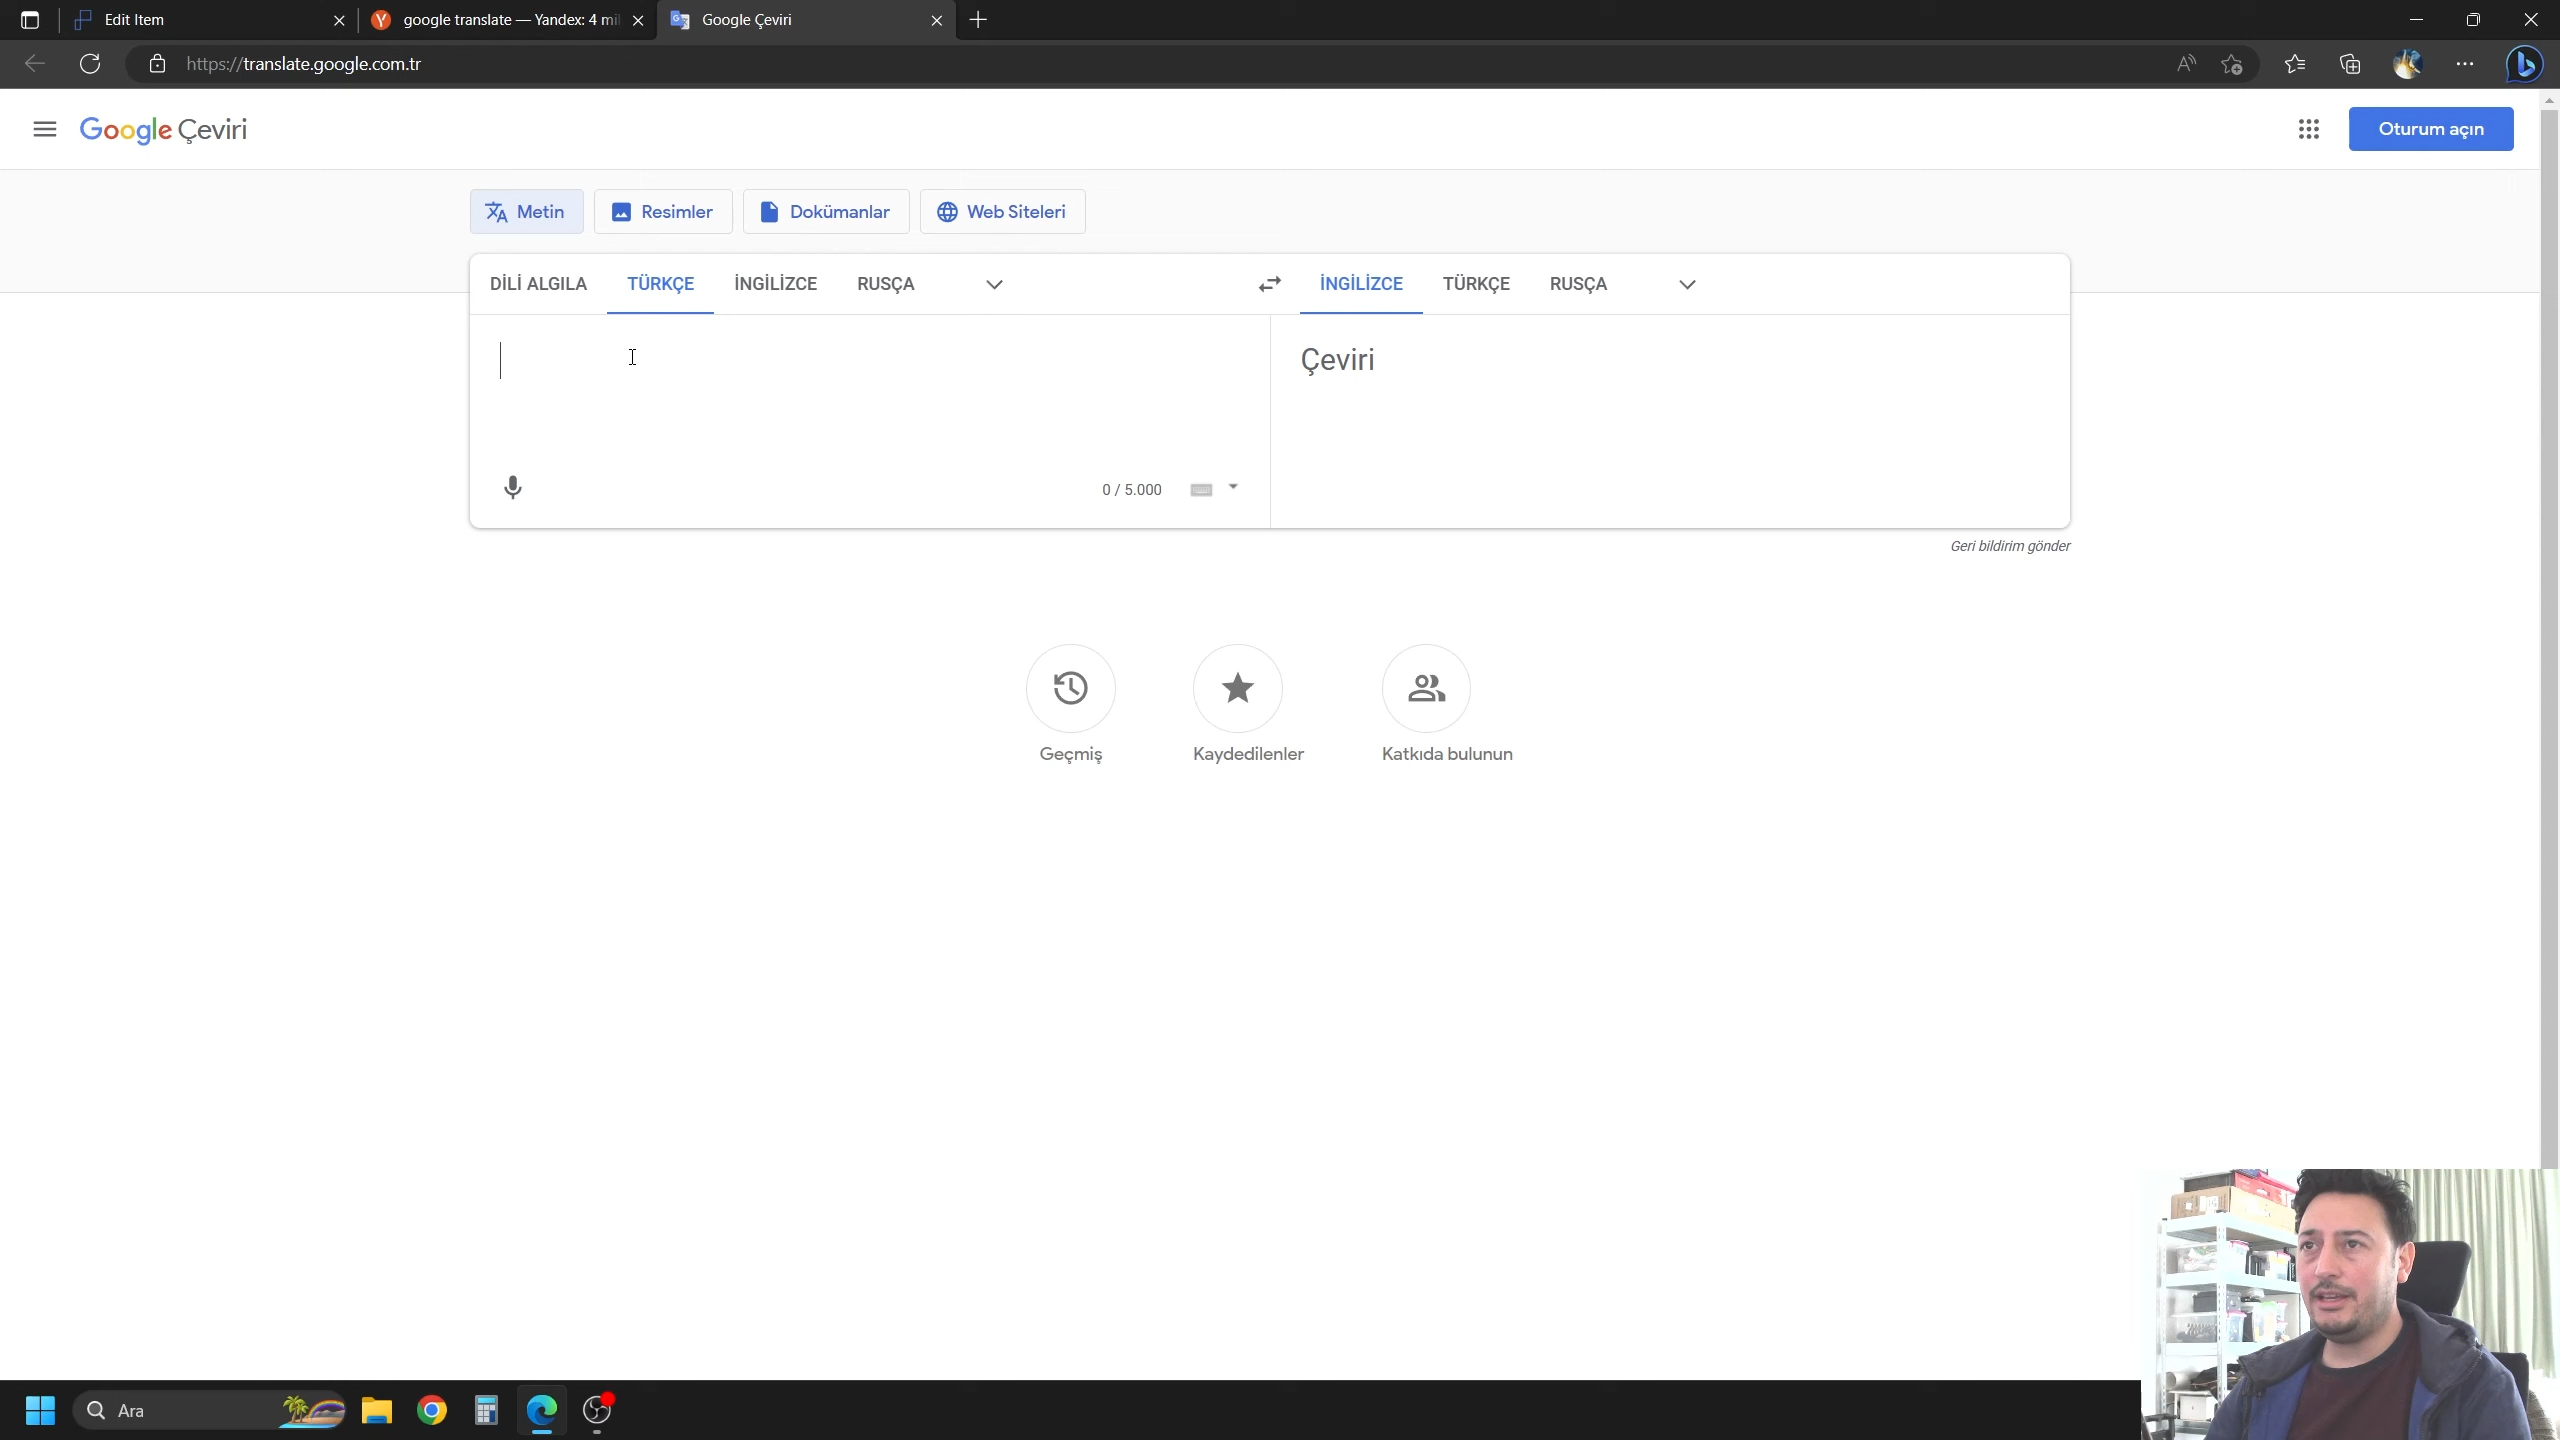 Edit Item
google translate — Yandex: 4 mil
Google Çeviri
https://translate.google.com.tr
Google Çeviri
Oturum açın
Metin
Resimler
Dokümanlar
Web Siteleri
DİLİ ALGILA
TÜRKÇE
İNGİLİZCE
RUSÇA
İNGİLİZCE
TÜRKÇE
RUSÇA
Çeviri
0 / 5.000
Geri bildirim gönder
Geçmiş
Kaydedilenler
Katkıda bulunun
Ara